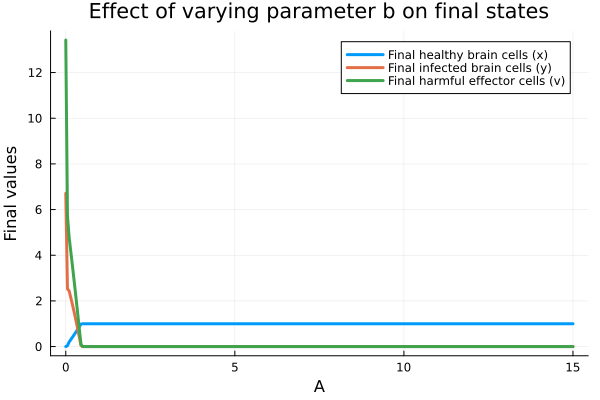 Effect of varying parameter b on final states
Final healthy brain cells (x)
Final infected brain cells (y)
Final harmful effector cells (v)
Final values
12
10
8
6
4
2
0
0
5
10
15
A